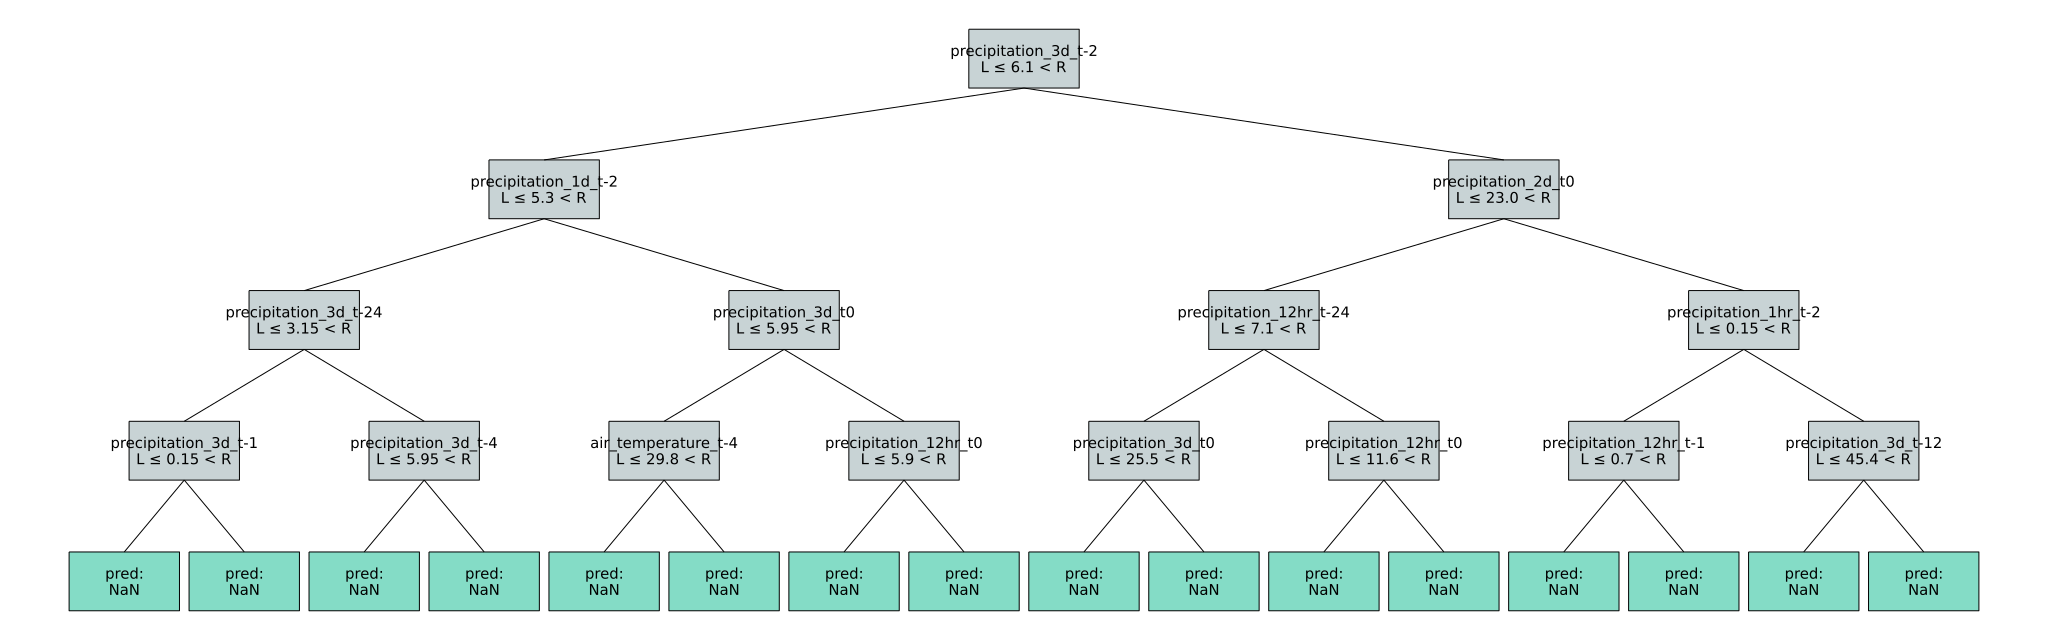 precipitation_3d_t-2
L ≤ 6.1 < R
precipitation_1d_t-2
L ≤ 5.3 < R
precipitation_2d_t0
L ≤ 23.0 < R
precipitation_3d_t-24
L ≤ 3.15 < R
precipitation_3d_t0
L ≤ 5.95 < R
precipitation_12hr_t-24
L ≤ 7.1 < R
precipitation_1hr_t-2
L ≤ 0.15 < R
precipitation_3d_t-1
L ≤ 0.15 < R
precipitation_3d_t-4
L ≤ 5.95 < R
air_temperature_t-4
L ≤ 29.8 < R
precipitation_12hr_t0
L ≤ 5.9 < R
precipitation_3d_t0
L ≤ 25.5 < R
precipitation_12hr_t0
L ≤ 11.6 < R
precipitation_12hr_t-1
L ≤ 0.7 < R
precipitation_3d_t-12
L ≤ 45.4 < R
pred:
NaN
pred:
NaN
pred:
NaN
pred:
NaN
pred:
NaN
pred:
NaN
pred:
NaN
pred:
NaN
pred:
NaN
pred:
NaN
pred:
NaN
pred:
NaN
pred:
NaN
pred:
NaN
pred:
NaN
pred:
NaN